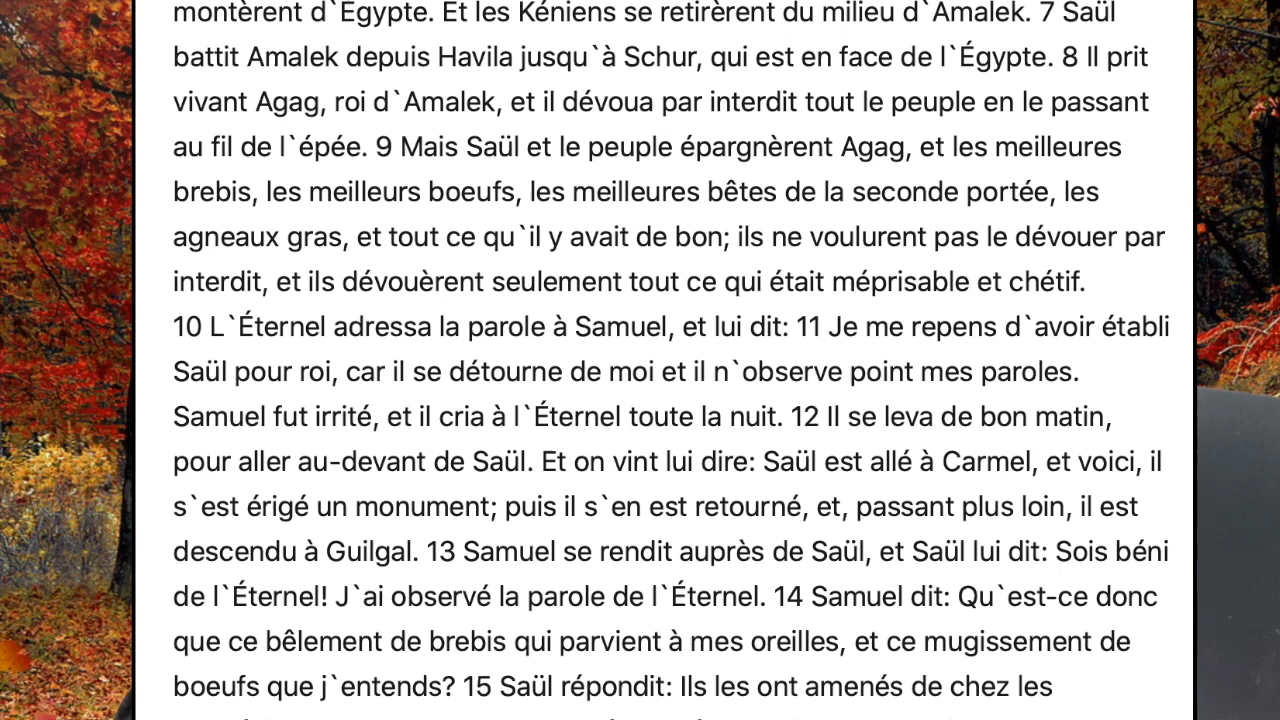 montèrent d`Égypte. Et les Kéniens se retirèrent du milieu d`Amalek. 7 Saül
battit Amalek depuis Havila jusqu`à Schur, qui est en face de l`Égypte. 8 Il prit
vivant Agag, roi d`Amalek, et il dévoua par interdit tout le peuple en le passant
au fil de l`épée. 9 Mais Saül et le peuple épargnèrent Agag, et les meilleures
brebis, les meilleurs boeufs, les meilleures bêtes de la seconde portée, les
agneaux gras, et tout ce qu`il y avait de bon; ils ne voulurent pas le dévouer par
interdit, et ils dévouèrent seulement tout ce qui était méprisable et chétif.
10 L`Éternel adressa la parole à Samuel, et lui dit: 11 Je me repens d`avoir établi
Saül pour roi, car il se détourne de moi et il n`observe point mes paroles.
Samuel fut irrité, et il cria à l`Éternel toute la nuit. 12 Il se leva de bon matin,
pour aller au-devant de Saül. Et on vint lui dire: Saül est allé à Carmel, et voici, il
s`est érigé un monument; puis il s`en est retourné, et, passant plus loin, il est
descendu à Guilgal. 13 Samuel se rendit auprès de Saül, et Saül lui dit: Sois béni
de l`Éternel! J`ai observé la parole de l`Éternel. 14 Samuel dit: Qu`est-ce donc
que ce bêlement de brebis qui parvient à mes oreilles, et ce mugissement de
boeufs que j`entends? 15 Saül répondit: Ils les ont amenés de chez les